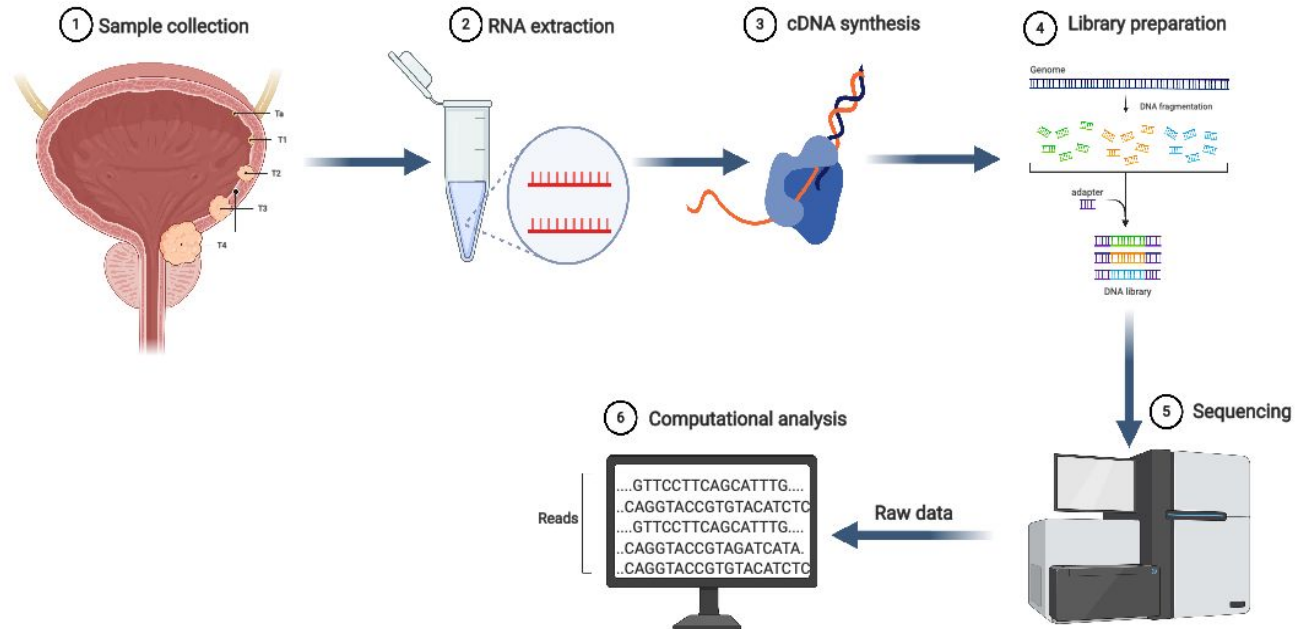 1 Sample collection
Ta
T1
T2
T3
T4
2 RNA extraction
3 cDNA synthesis
4 Library preparation
Genome
DNA fragmentation
adapter
DNA library
5 Sequencing
Raw data
6 Computational analysis
Reads
....GTTCCTTCAGCATTTG....
..CAGGTACCGTGTACATCTC
....GTTCCTTCAGCATTTG....
..CAGGTACCGTAGATCATA.
..CAGGTACCGTGTACATCTC